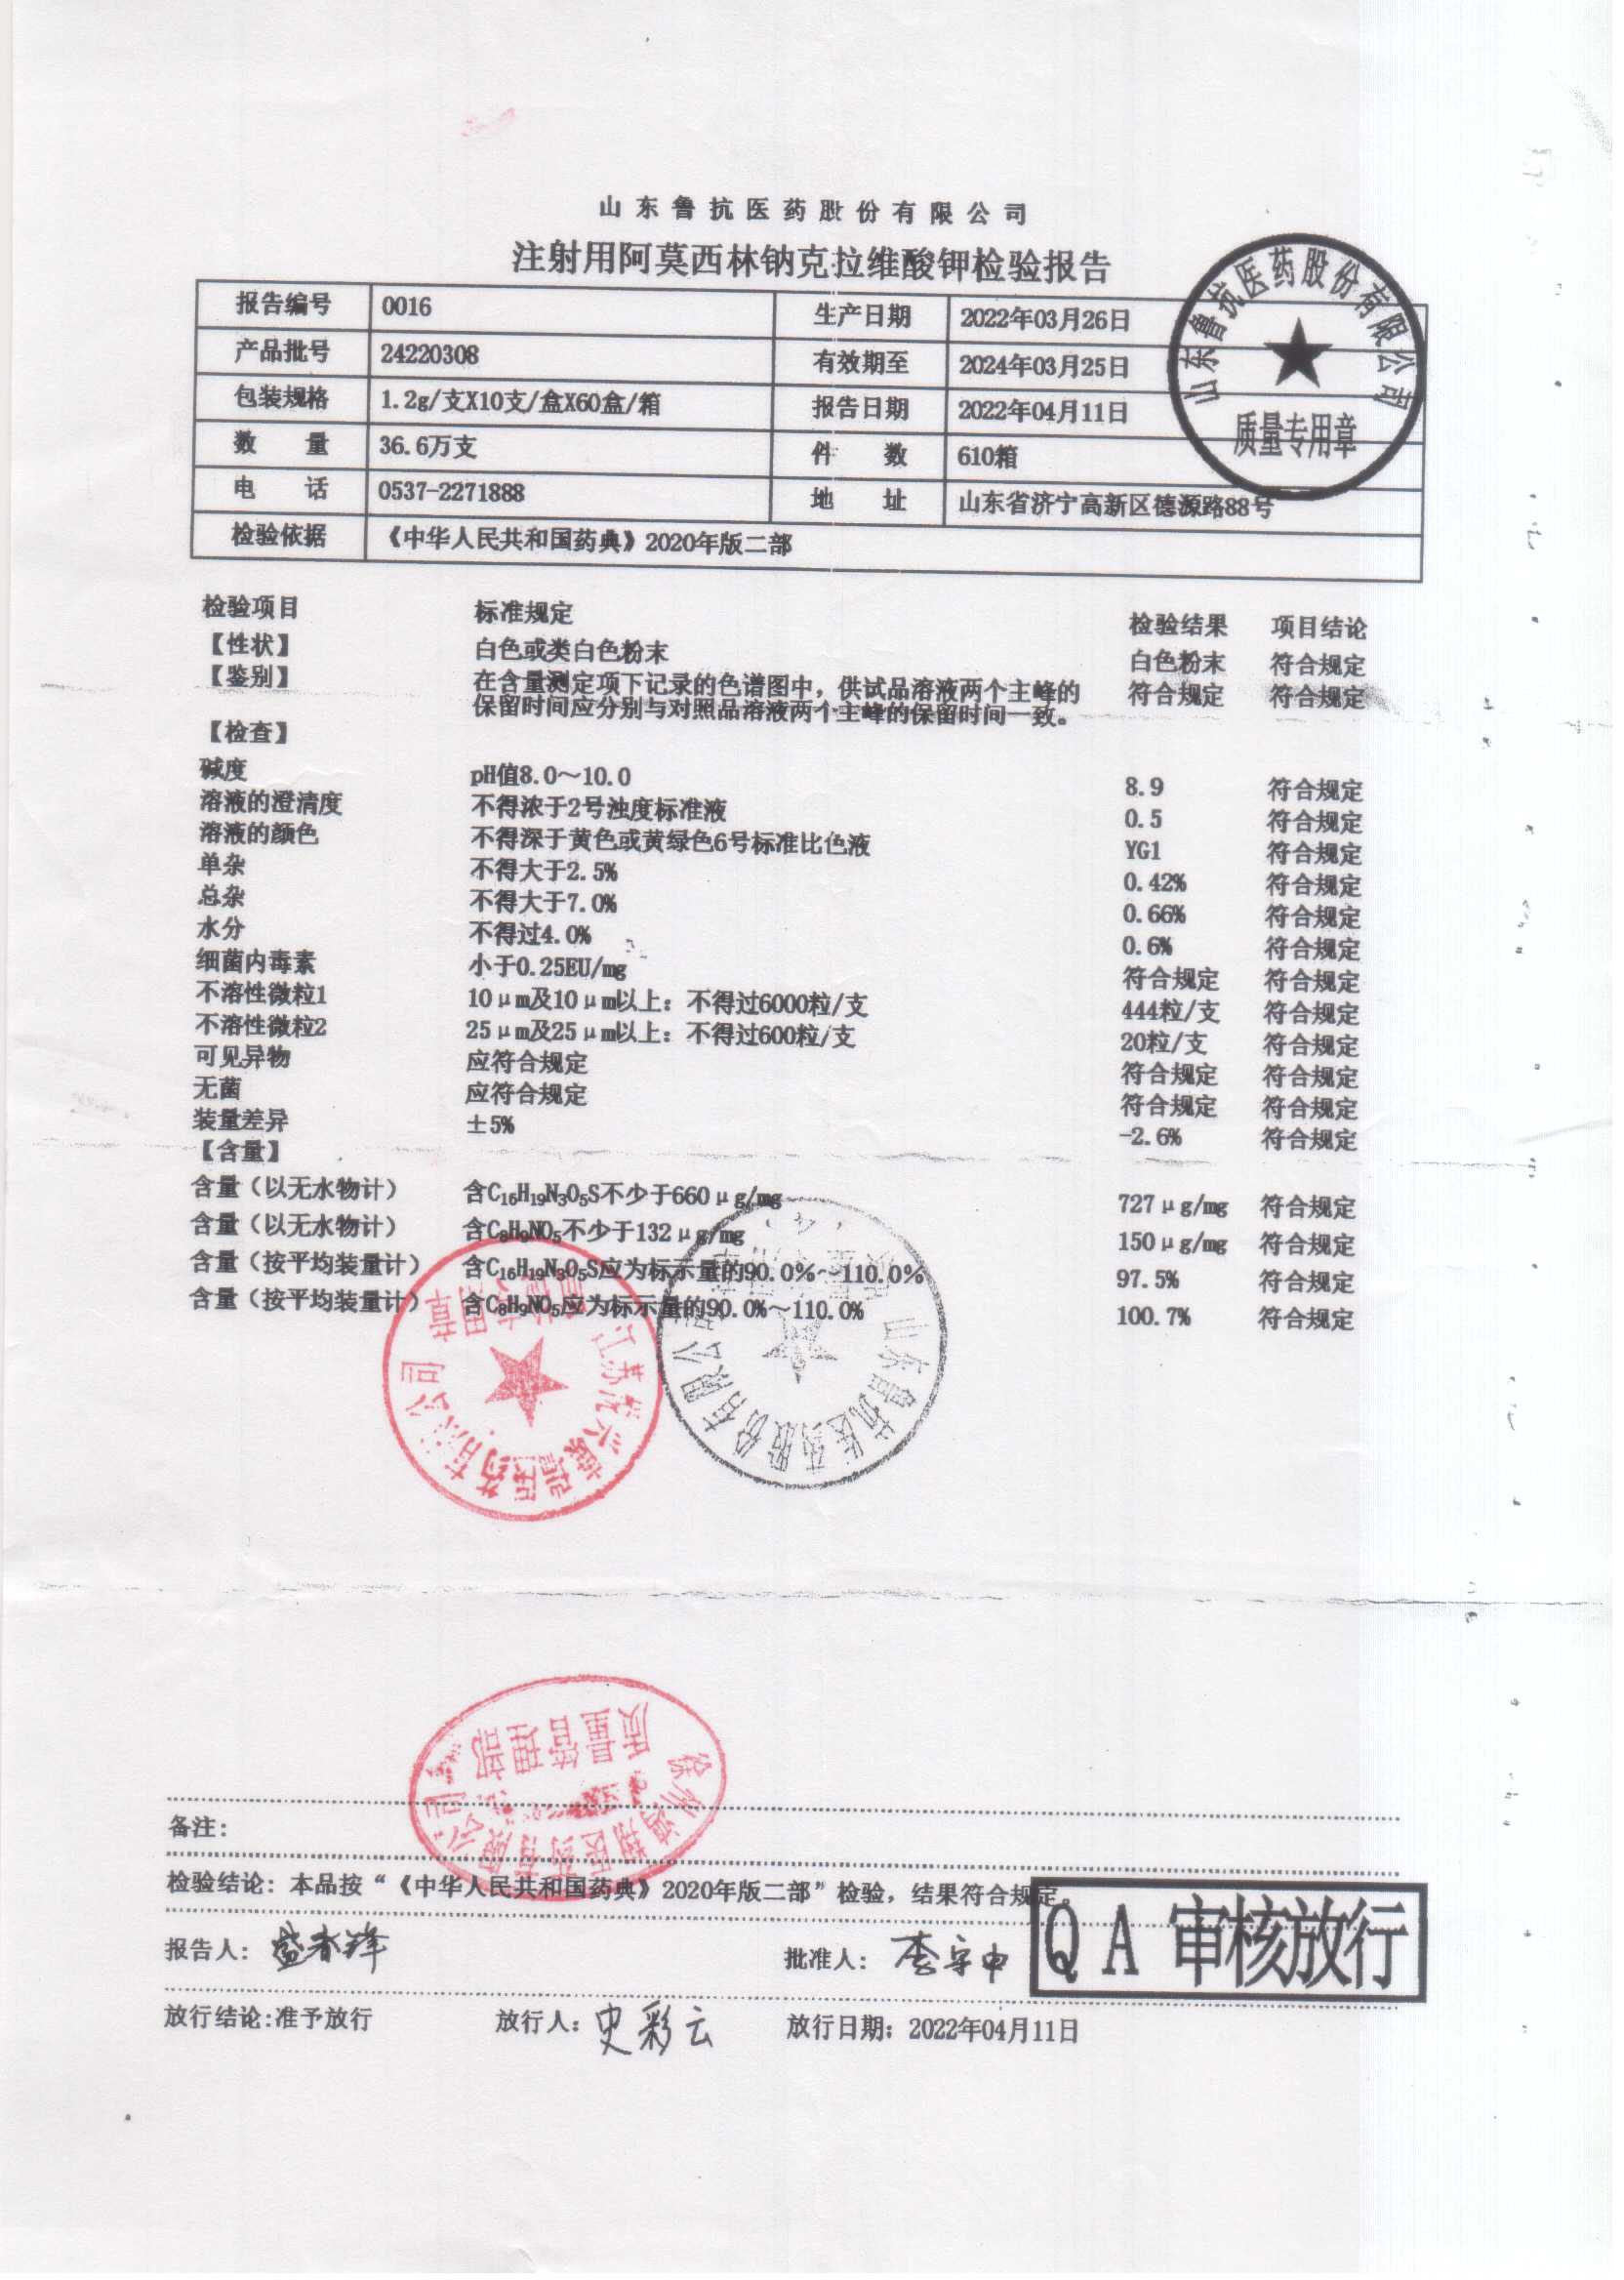 山东鲁抗医药股份有限公司
注射用阿莫西林钠克拉维酸钾检验报告
报告编号 0016 生产日期 2022年03月26日
产品批号 24220308 有效期至 2024年03月25日
包装规格 1.2g/支X10支/盒X60盒/箱 报告日期 2022年04月11日
数量 36.6万支 件数 610箱
电话 0537-2271888 地址 山东省济宁高新区德源路88号
检验依据 《中华人民共和国药典》2020年版二部
山东鲁抗医药股份有限公司
质量专用章
检验项目 标准规定 检验结果 项目结论
【性状】 白色或类白色粉末 白色粉末 符合规定
【鉴别】 在含量测定项下记录的色谱图中，供试品溶液两个主峰的 符合规定 符合规定
保留时间应分别与对照品溶液两个主峰的保留时间一致。
【检查】
碱度 pH值8.0～10.0 8.9 符合规定
溶液的澄清度 不得浓于2号浊度标准液 0.5 符合规定
溶液的颜色 不得深于黄色或黄绿色6号标准比色液 YG1 符合规定
单杂 不得大于2.5% 0.42% 符合规定
总杂 不得大于7.0% 0.66% 符合规定
水分 不得过4.0% 0.6% 符合规定
细菌内毒素 小于0.25EU/mg 符合规定 符合规定
不溶性微粒1 10μm及10μm以上：不得过6000粒/支 444粒/支 符合规定
不溶性微粒2 25μm及25μm以上：不得过600粒/支 20粒/支 符合规定
可见异物 应符合规定 符合规定 符合规定
无菌 应符合规定 符合规定 符合规定
装量差异 ±5% -2.6% 符合规定
【含量】
含量（以无水物计） 含C₁₆H₁₉N₃O₅S不少于660μg/mg 727μg/mg 符合规定
含量（以无水物计） 含C₈H₉NO₅不少于132μg/mg 150μg/mg 符合规定
含量（按平均装量计） 含C₁₆H₁₉N₃O₅S应为标示量的90.0%～110.0% 97.5% 符合规定
含量（按平均装量计） 含C₈H₉NO₅应为标示量的90.0%～110.0% 100.7% 符合规定
山东鲁抗医药股份有限公司
质量管理部
备注：
检验结论：本品按“《中华人民共和国药典》2020年版二部”检验，结果符合规定。
报告人： 盛春锋 批准人： 李宇申
QA 审核放行
放行结论:准予放行 放行人：史彩云 放行日期：2022年04月11日